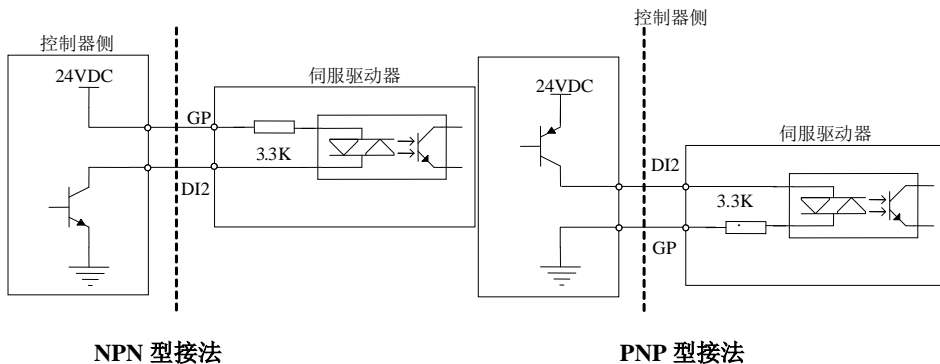 控制器侧
24VDC
GP
3.3K
DI2
伺服驱动器
NPN 型接法
控制器侧
24VDC
DI2
GP
3.3K
伺服驱动器
PNP 型接法